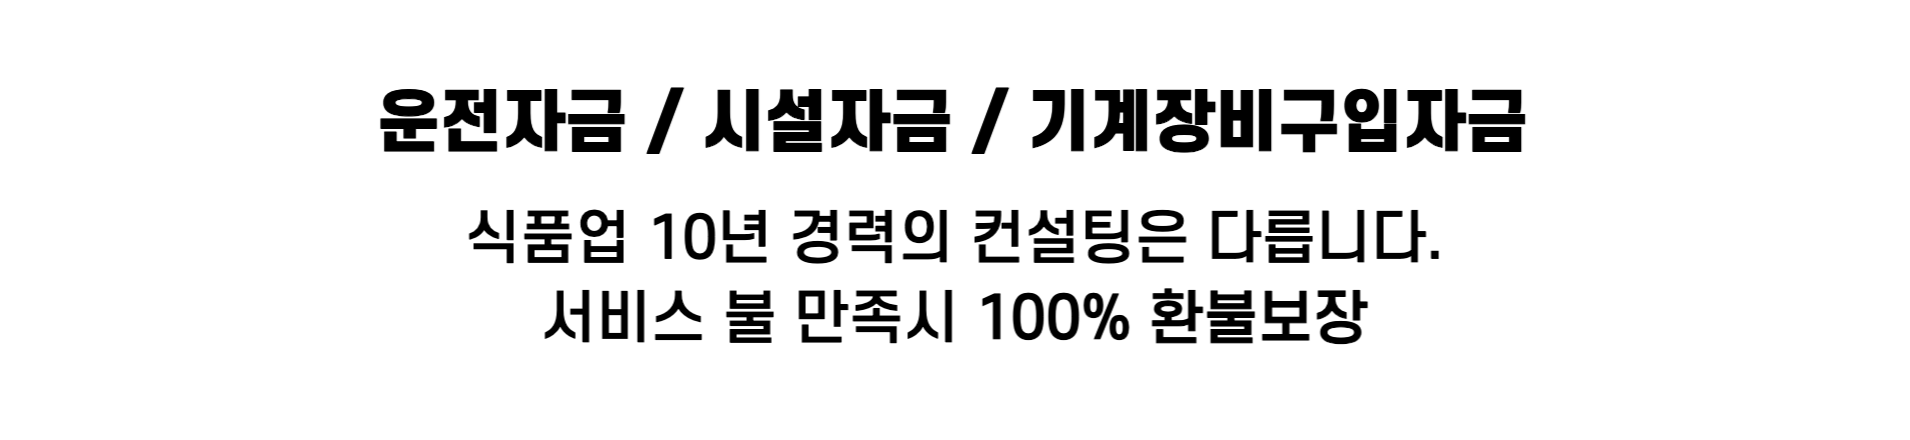 운전자금 / 시설자금 / 기계장비구입자금
식품업 10년 경력의 컨설팅은 다릅니다.
서비스 불 만족시 100% 환불보장